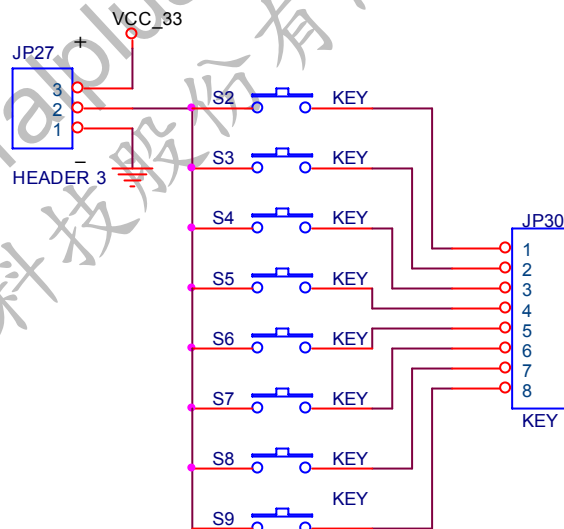 VCC_33
JP27
+
3
2
1
−
HEADER 3
S2 KEY
S3 KEY
S4 KEY
S5 KEY
S6 KEY
S7 KEY
S8 KEY
S9 KEY
JP30
1
2
3
4
5
6
7
8
KEY
alplu
科技股份有